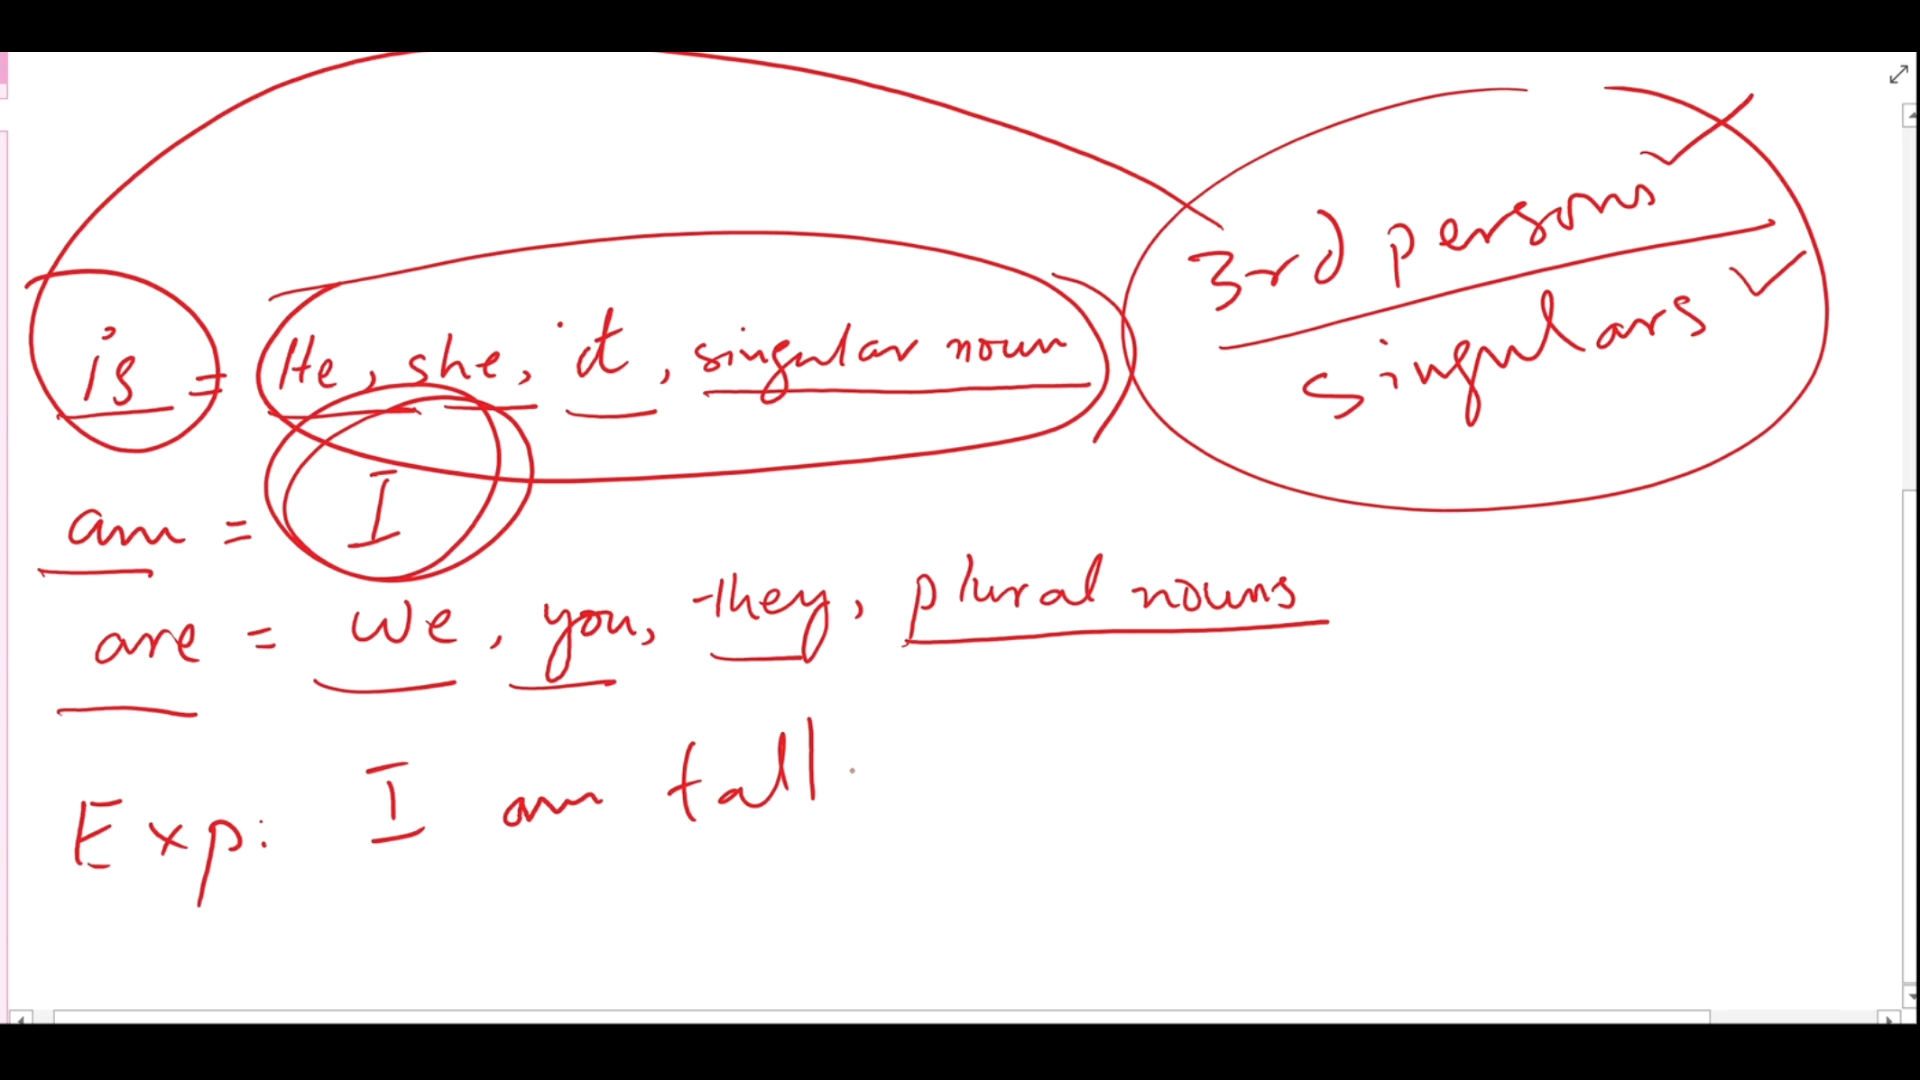 3rd persons
singulars
is = He, she, it, singular noun
am = I
are = we, you, they, plural nouns
Exp: I am tall.